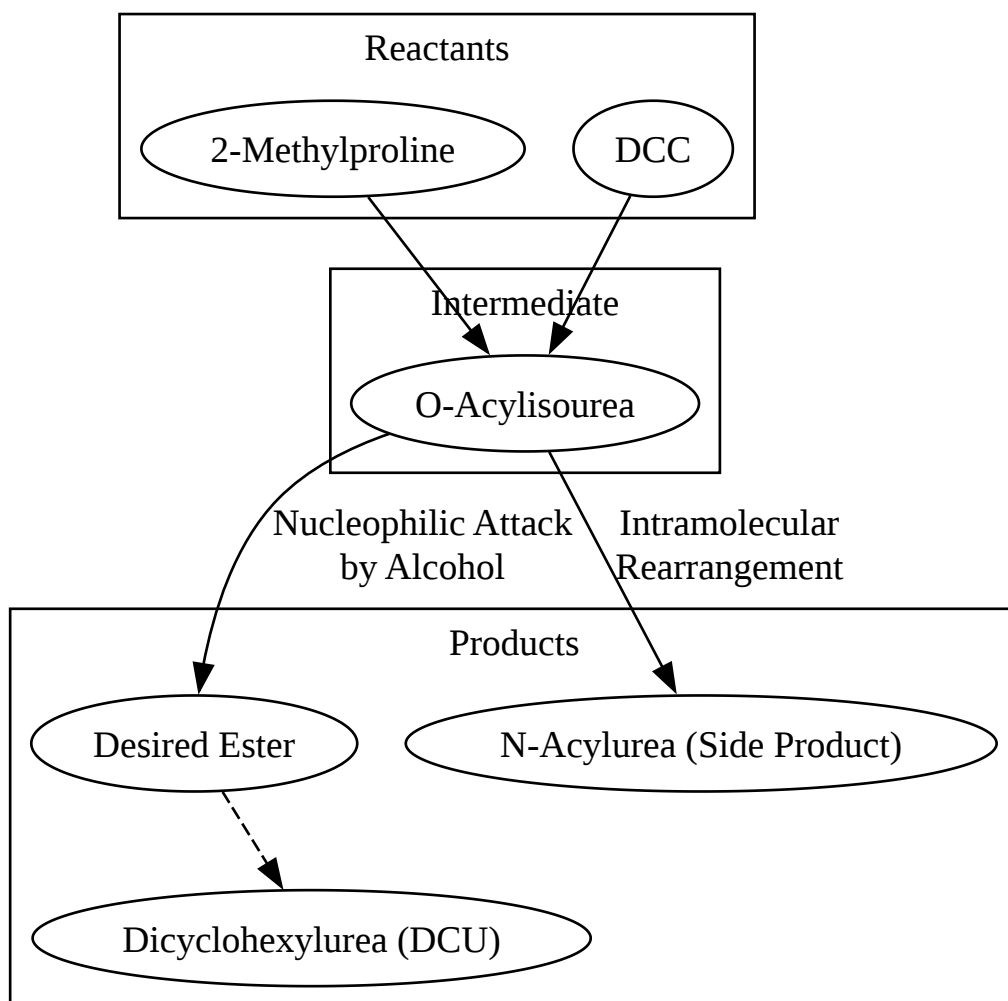 Reactants
2-Methylproline
DCC
Intermediate
O-Acylisourea
Nucleophilic Attack
by Alcohol
Intramolecular
Rearrangement
Products
Desired Ester
N-Acylurea (Side Product)
Dicyclohexylurea (DCU)